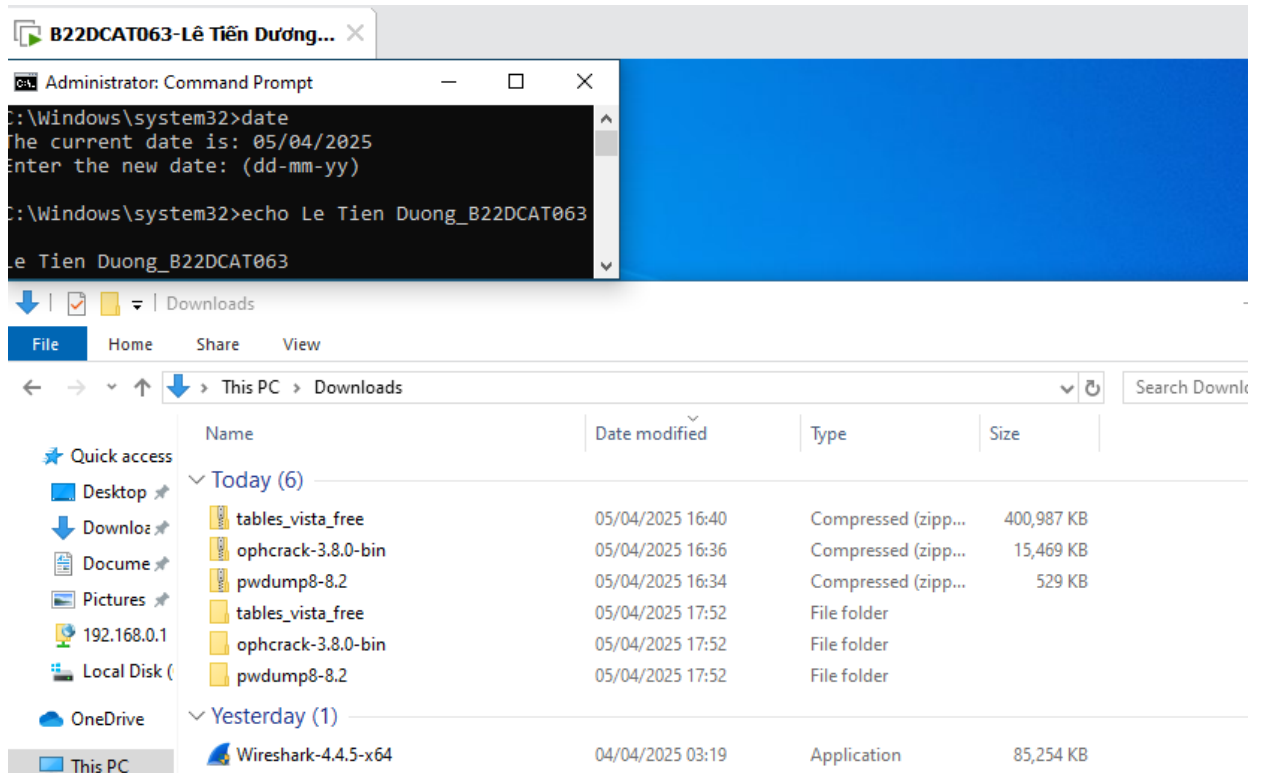 B22DCAT063-Lê Tiến Dương...
Administrator: Command Prompt
C:\Windows\system32>date
The current date is: 05/04/2025
Enter the new date: (dd-mm-yy)
C:\Windows\system32>echo Le Tien Duong_B22DCAT063
Le Tien Duong_B22DCAT063
Downloads
File Home Share View
This PC > Downloads
Search Downlo
Name Date modified Type Size
Quick access
Desktop
Downloa
Docume
Pictures
192.168.0.1
Local Disk (
OneDrive
This PC
Today (6)
tables_vista_free 05/04/2025 16:40 Compressed (zipp... 400,987 KB
ophcrack-3.8.0-bin 05/04/2025 16:36 Compressed (zipp... 15,469 KB
pwdump8-8.2 05/04/2025 16:34 Compressed (zipp... 529 KB
tables_vista_free 05/04/2025 17:52 File folder
ophcrack-3.8.0-bin 05/04/2025 17:52 File folder
pwdump8-8.2 05/04/2025 17:52 File folder
Yesterday (1)
Wireshark-4.4.5-x64 04/04/2025 03:19 Application 85,254 KB